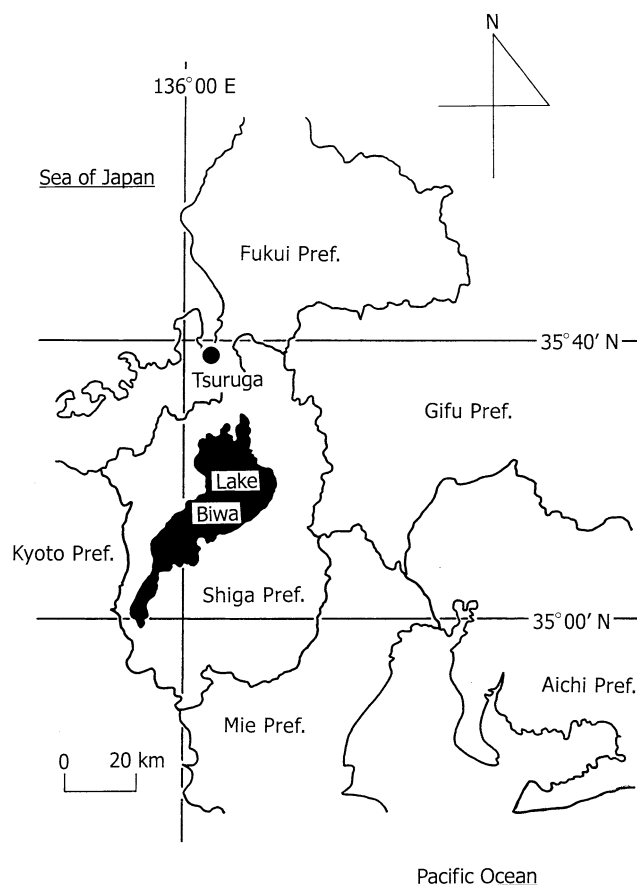 N
136°00 E
Sea of Japan
Fukui Pref.
35°40′ N
Tsuruga
Gifu Pref.
Lake
Biwa
Kyoto Pref.
Shiga Pref.
35°00′ N
Aichi Pref.
Mie Pref.
0 20 km
Pacific Ocean